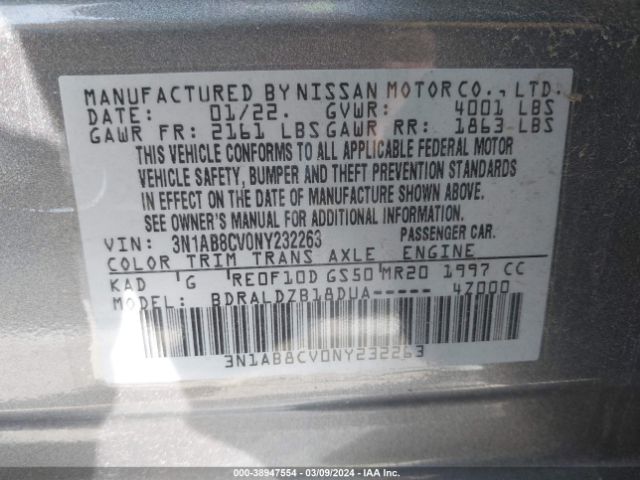 MANUFACTURED BY NISSAN MOTOR CO., LTD.
DATE: 01/22. GVWR: 4001 LBS
GAWR FR: 2161 LBS GAWR RR: 1863 LBS
THIS VEHICLE CONFORMS TO ALL APPLICABLE FEDERAL MOTOR
VEHICLE SAFETY, BUMPER AND THEFT PREVENTION STANDARDS
IN EFFECT ON THE DATE OF MANUFACTURE SHOWN ABOVE.
SEE OWNER'S MANUAL FOR ADDITIONAL INFORMATION.
VIN: 3N1AB8CV0NY232263 PASSENGER CAR.
COLOR TRIM TRANS AXLE ENGINE
KAD G RE0F10D GS50 MR20 1997 CC
MODEL: BDRALDZB18DUA----- 4Z000
3N1AB8CV0NY232263
000-38947554 - 03/09/2024 - IAA Inc.